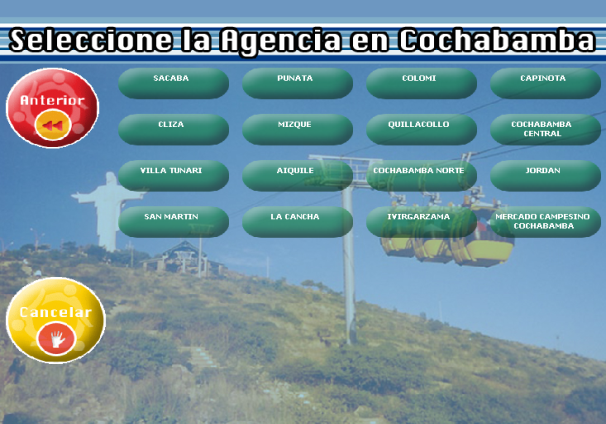 Seleccione la Agencia en Cochabamba
Anterior
SACABA
PUNATA
COLOMI
CAPINOTA
CLIZA
MIZQUE
QUILLACOLLO
COCHABAMBA
CENTRAL
VILLA TUNARI
AIQUILE
COCHABAMBA NORTE
JORDAN
SAN MARTIN
LA CANCHA
IVIRGARZAMA
MERCADO CAMPESINO
COCHABAMBA
Cancelar